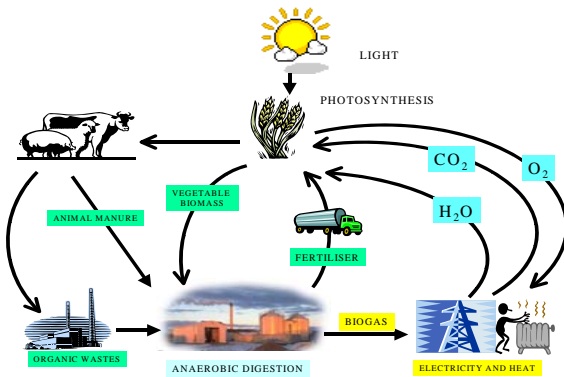 LIGHT
PHOTOSYNTHESIS
CO2
O2
VEGETABLE
BIOMASS
ANIMAL MANURE
H2O
FERTILISER
BIOGAS
ORGANIC WASTES
ANAEROBIC DIGESTION
ELECTRICITY AND HEAT